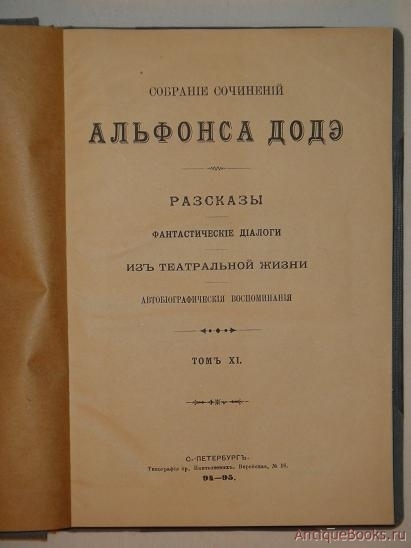 СОБРАНІЕ СОЧИНЕНІЙ
АЛЬФОНСА ДОДЭ
РАЗСКАЗЫ
ФАНТАСТИЧЕСКІЕ ДІАЛОГИ
ИЗЪ ТЕАТРАЛЬНОЙ ЖИЗНИ
АВТОБІОГРАФИЧЕСКІЯ ВОСПОМИНАНІЯ
ТОМЪ XI.
С.-ПЕТЕРБУРГЪ.
Типографія бр. Пантелеевыхъ. Верейская, № 16.
94—95.
AntiqueBooks.ru